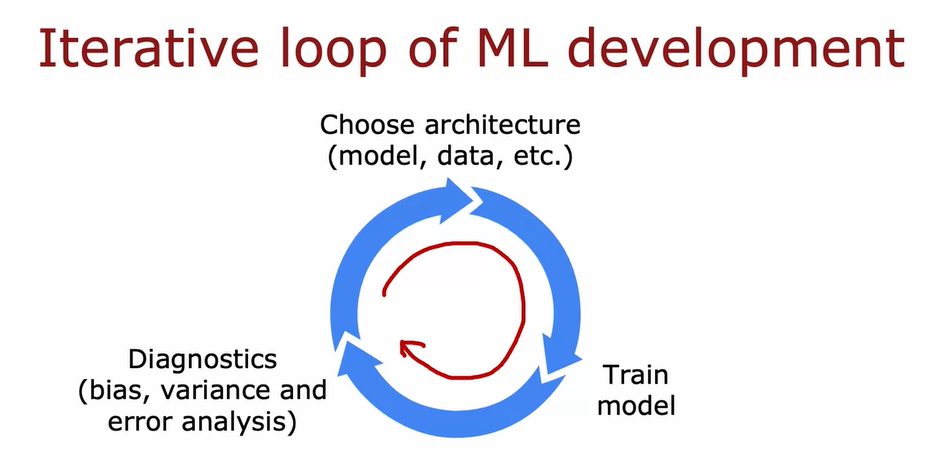 Iterative loop of ML development
Choose architecture
(model, data, etc.)
Diagnostics
(bias, variance and
error analysis)
Train
model